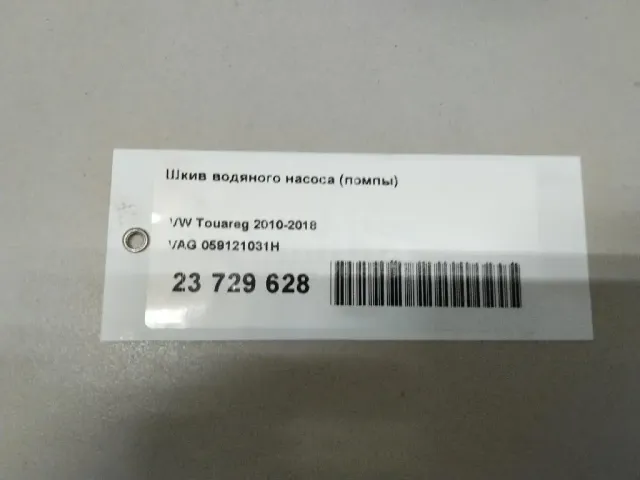 Шкив водяного насоса (помпы)
VW Touareg 2010-2018
VAG 059121031H
23 729 628